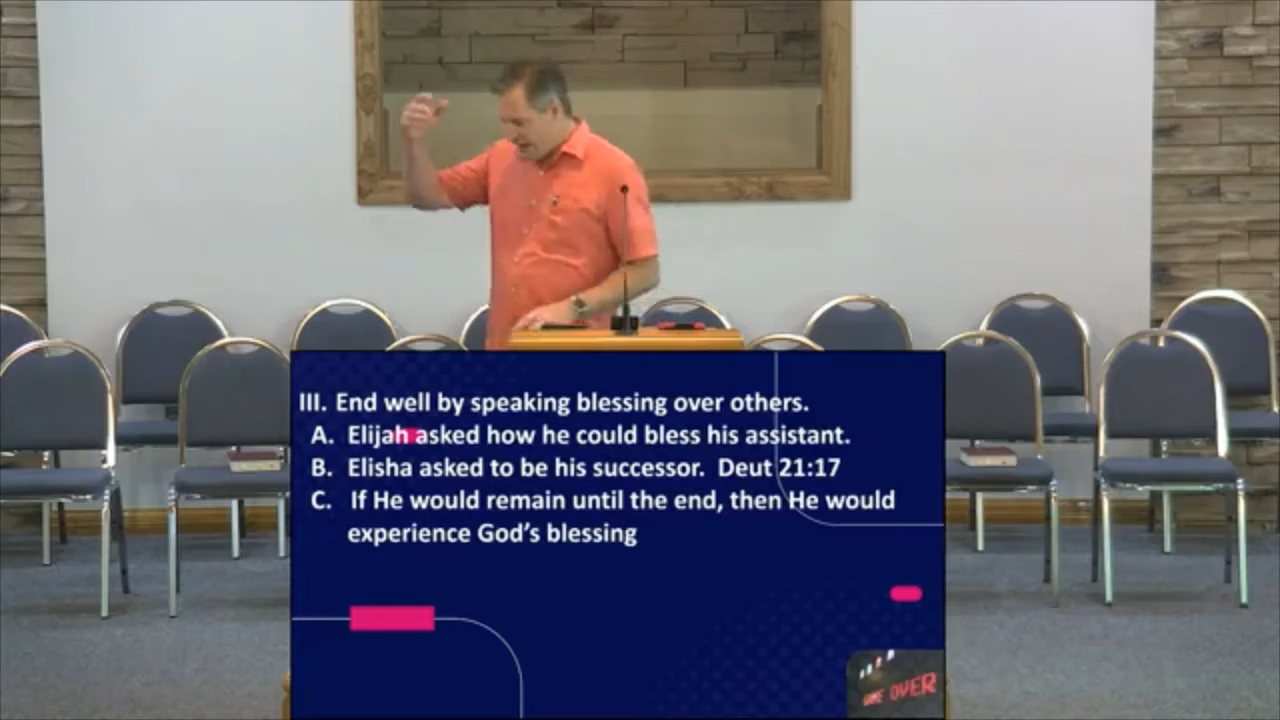 III. End well by speaking blessing over others.
A. Elijah asked how he could bless his assistant.
B. Elisha asked to be his successor. Deut 21:17
C. If He would remain until the end, then He would
experience God's blessing
OVER